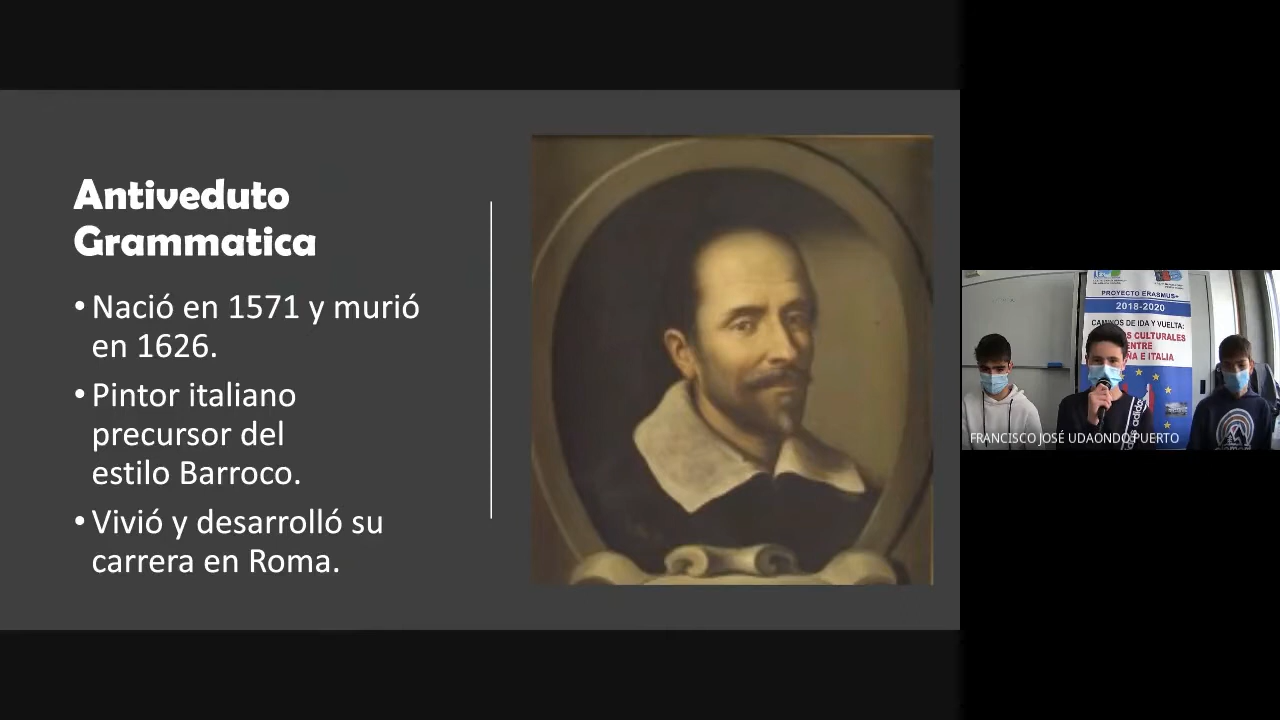 Antiveduto
Grammatica
• Nació en 1571 y murió
en 1626.
• Pintor italiano
precursor del
estilo Barroco.
• Vivió y desarrolló su
carrera en Roma.
PROYECTO ERASMUS+
2018-2020
DE IDA Y VUELTA:
CULTURALES
ENTRE
ITALIA
adidas
FRANCISCO JOSÉ UDAONDO PUERTO